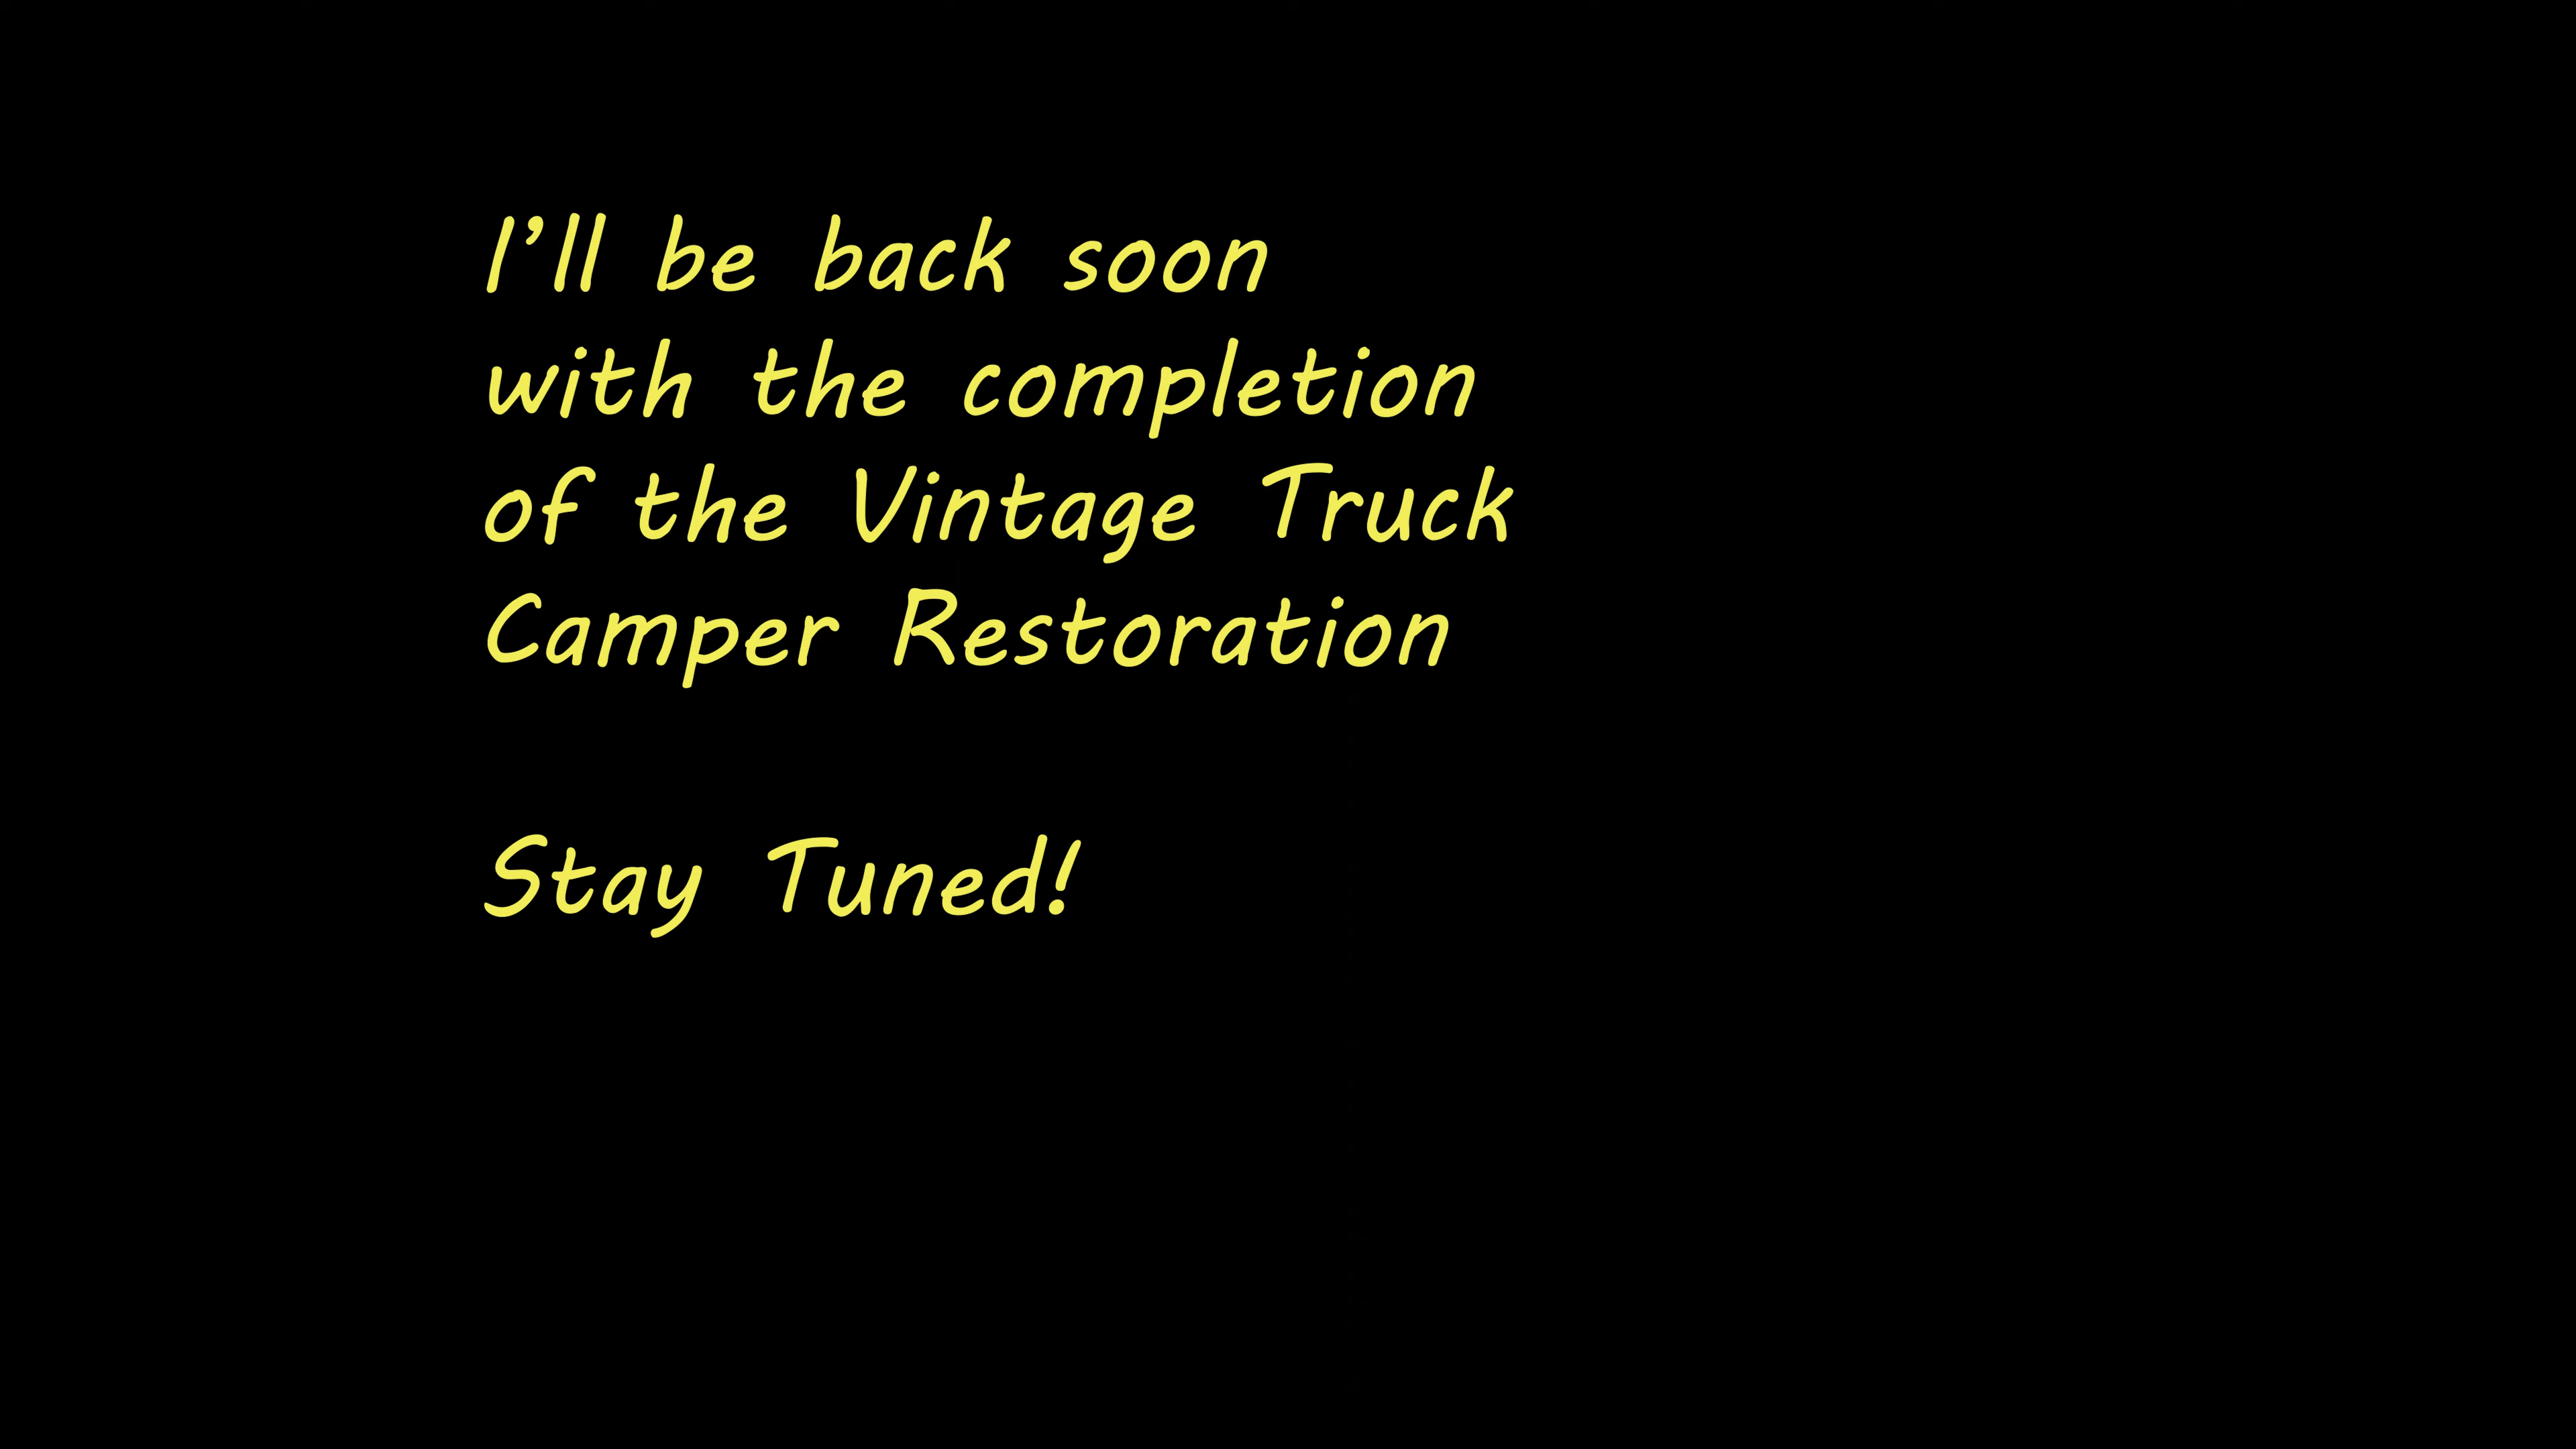 I’ll be back soon
with the completion
of the Vintage Truck
Camper Restoration
Stay Tuned!